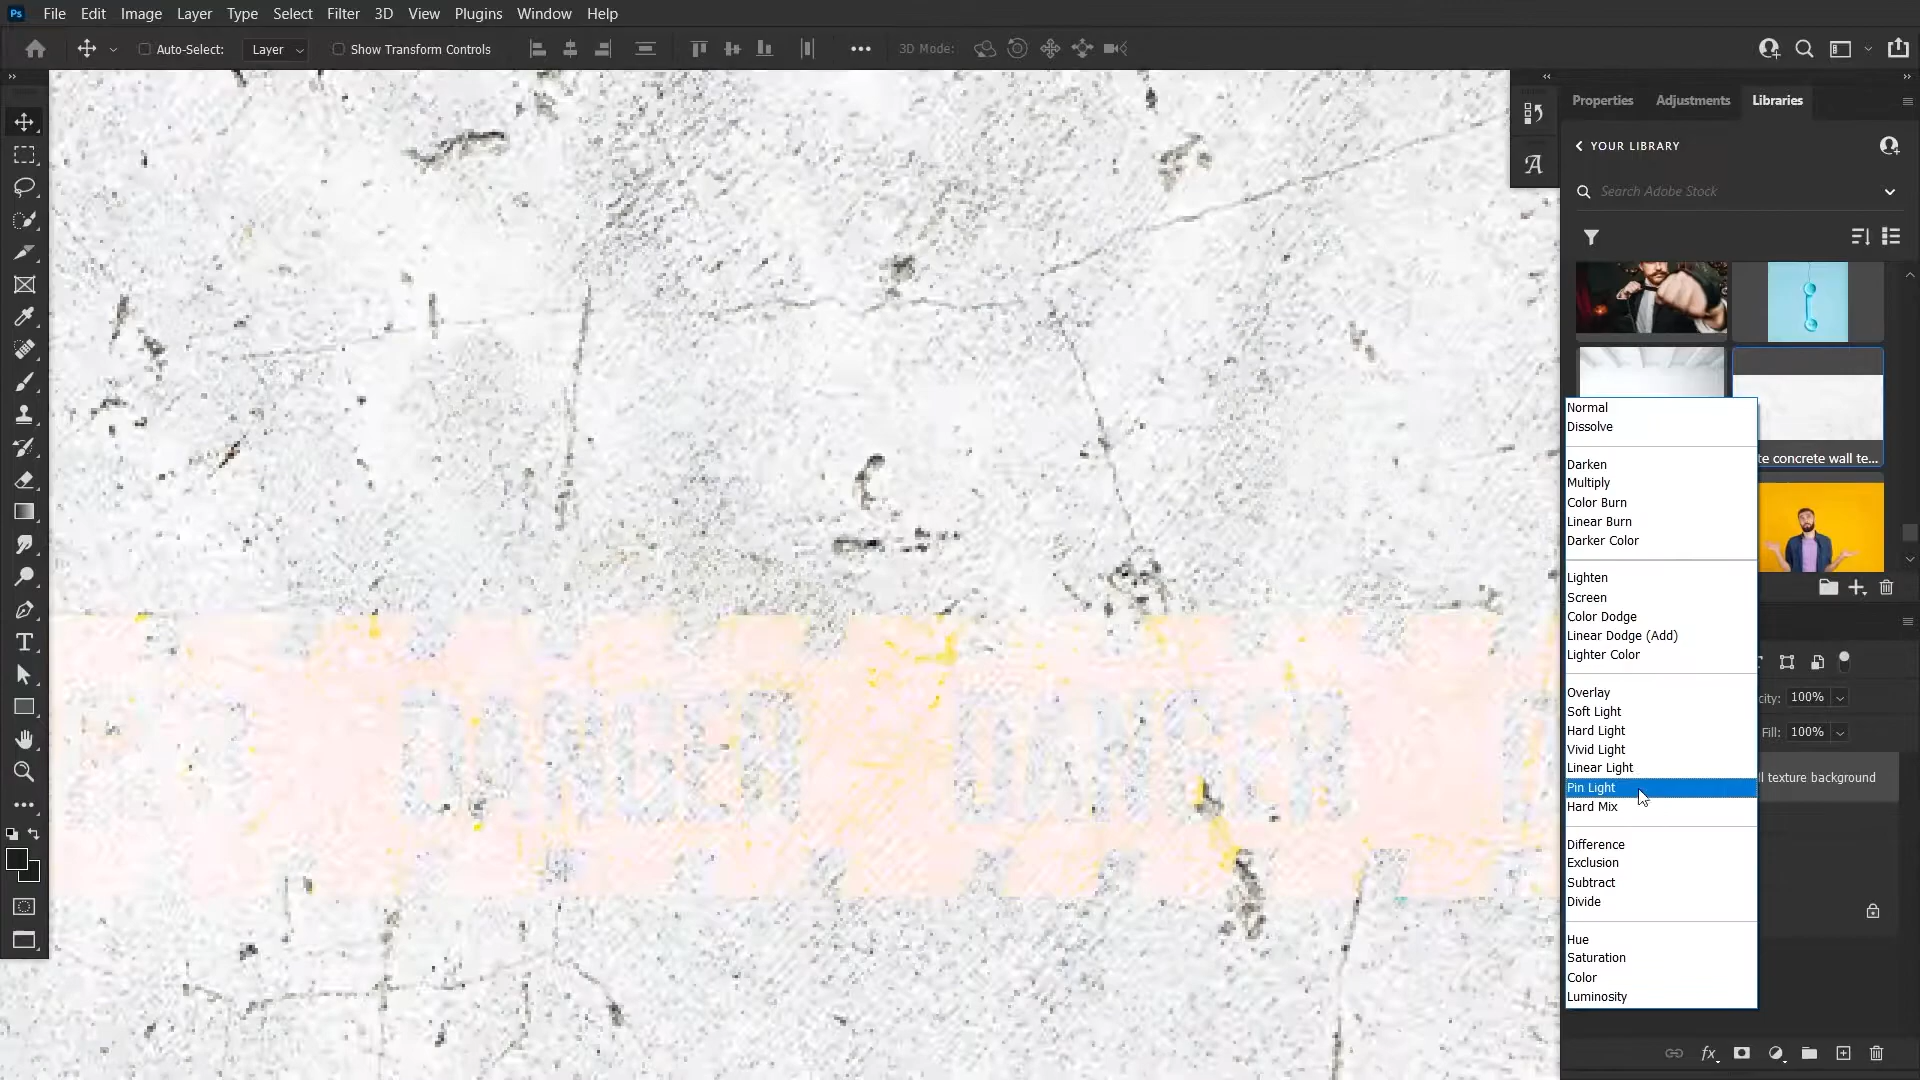 Ps File Edit Image Layer Type Select Filter 3D View Plugins Window Help
Auto-Select: Layer Show Transform Controls 3D Mode:
Properties Adjustments Libraries
YOUR LIBRARY
Search Adobe Stock
te concrete wall te...
Normal
Dissolve
Darken
Multiply
Color Burn
Linear Burn
Darker Color
Lighten
Screen
Color Dodge
Linear Dodge (Add)
Lighter Color
Overlay
Soft Light
Hard Light
Vivid Light
Linear Light
Pin Light
Hard Mix
Difference
Exclusion
Subtract
Divide
Hue
Saturation
Color
Luminosity
city: 100%
Fill: 100%
ll texture background
fx
DANGER DANGER